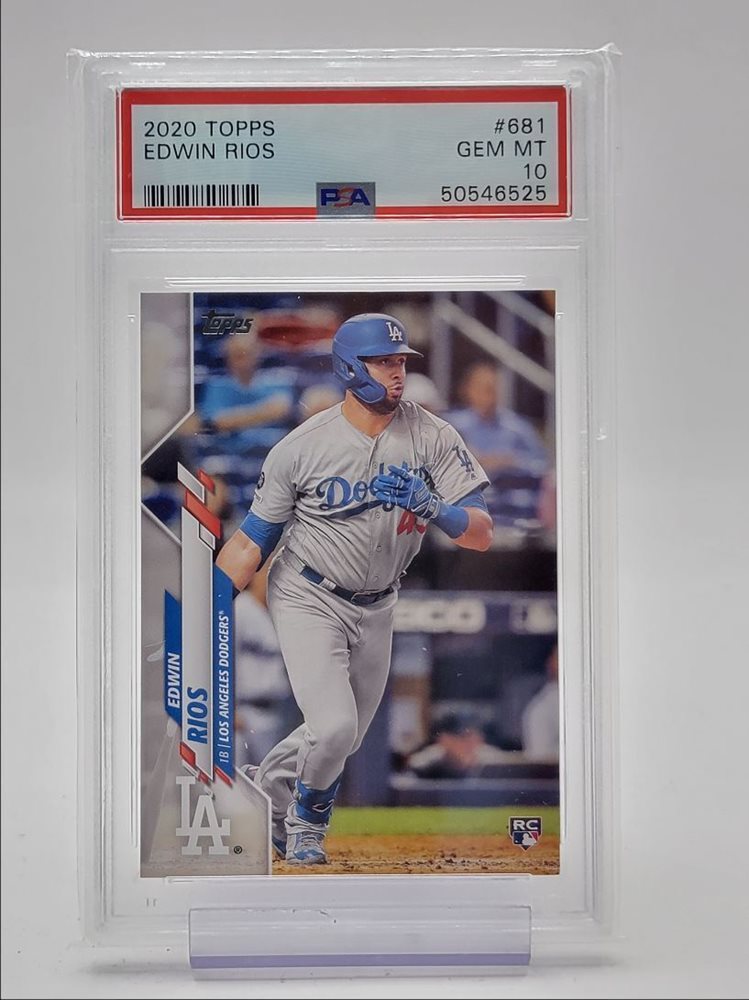 2020 TOPPS #681
EDWIN RIOS GEM MT
10
PSA 50546525
Topps
LA
Dodgers
LA
EDWIN
RIOS
1B | LOS ANGELES DODGERS®
LA®
RC